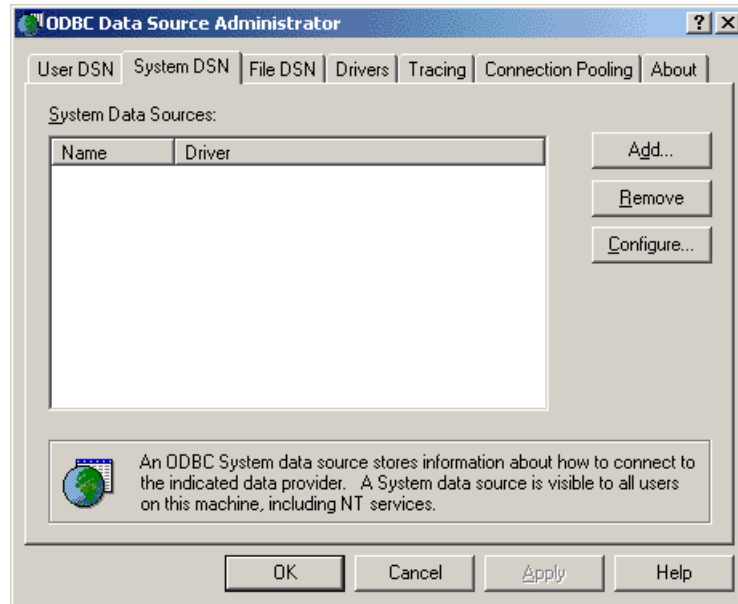 ODBC Data Source Administrator
User DSN System DSN File DSN Drivers Tracing Connection Pooling About
System Data Sources:
Name Driver
Add...
Remove
Configure...
An ODBC System data source stores information about how to connect to
the indicated data provider. A System data source is visible to all users
on this machine, including NT services.
OK Cancel Apply Help